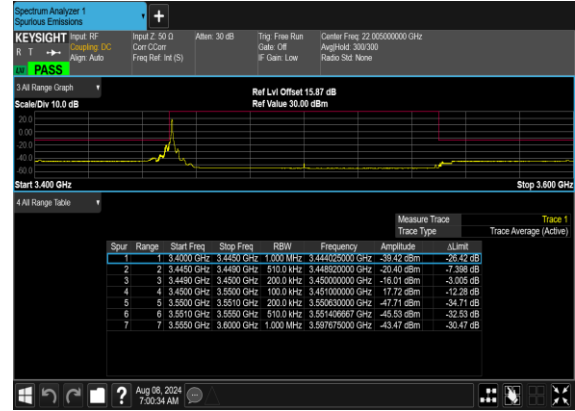 Spectrum Analyzer 1
Spurious Emissions
KEYSIGHT Input: RF Input Z: 50 Ω Atten: 30 dB Trig: Free Run Center Freq: 22.005000000 GHz
R T Coupling: DC Corr CCorr Gate: Off Avg|Hold: 300/300
Align: Auto Freq Ref: Int (S) IF Gain: Low Radio Std: None
PASS
3 All Range Graph Ref Lvl Offset 15.87 dB
Scale/Div 10.0 dB Ref Value 30.00 dBm
20.0
0.00
-20.0
-40.0
-60.0
Start 3.400 GHz Stop 3.600 GHz
4 All Range Table
Measure Trace Trace 1
Trace Type Trace Average (Active)
Spur Range Start Freq Stop Freq RBW Frequency Amplitude ΔLimit
1 1 3.4000 GHz 3.4450 GHz 1.000 MHz 3.444025000 GHz -39.42 dBm -26.42 dB
2 2 3.4450 GHz 3.4490 GHz 510.0 kHz 3.448920000 GHz -20.40 dBm -7.398 dB
3 3 3.4490 GHz 3.4500 GHz 200.0 kHz 3.450000000 GHz -16.01 dBm -3.005 dB
4 4 3.4500 GHz 3.5500 GHz 100.0 kHz 3.451000000 GHz 17.72 dBm -12.28 dB
5 5 3.5500 GHz 3.5510 GHz 200.0 kHz 3.550630000 GHz -47.71 dBm -34.71 dB
6 6 3.5510 GHz 3.5550 GHz 510.0 kHz 3.551406667 GHz -45.53 dBm -32.53 dB
7 7 3.5550 GHz 3.6000 GHz 1.000 MHz 3.597675000 GHz -43.47 dBm -30.47 dB
Aug 08, 2024
7:00:34 AM